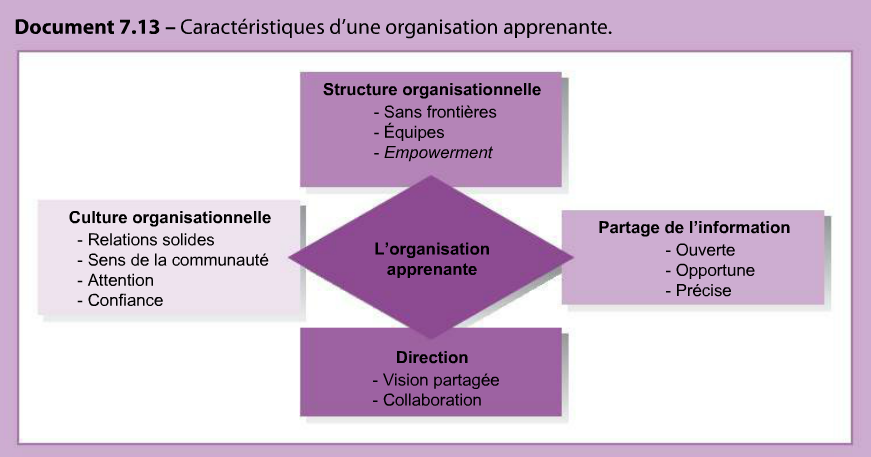 Document 7.13 – Caractéristiques d’une organisation apprenante.
Structure organisationnelle
- Sans frontières
- Équipes
- Empowerment
Culture organisationnelle
- Relations solides
- Sens de la communauté
- Attention
- Confiance
L’organisation
apprenante
Partage de l’information
- Ouverte
- Opportune
- Précise
Direction
- Vision partagée
- Collaboration